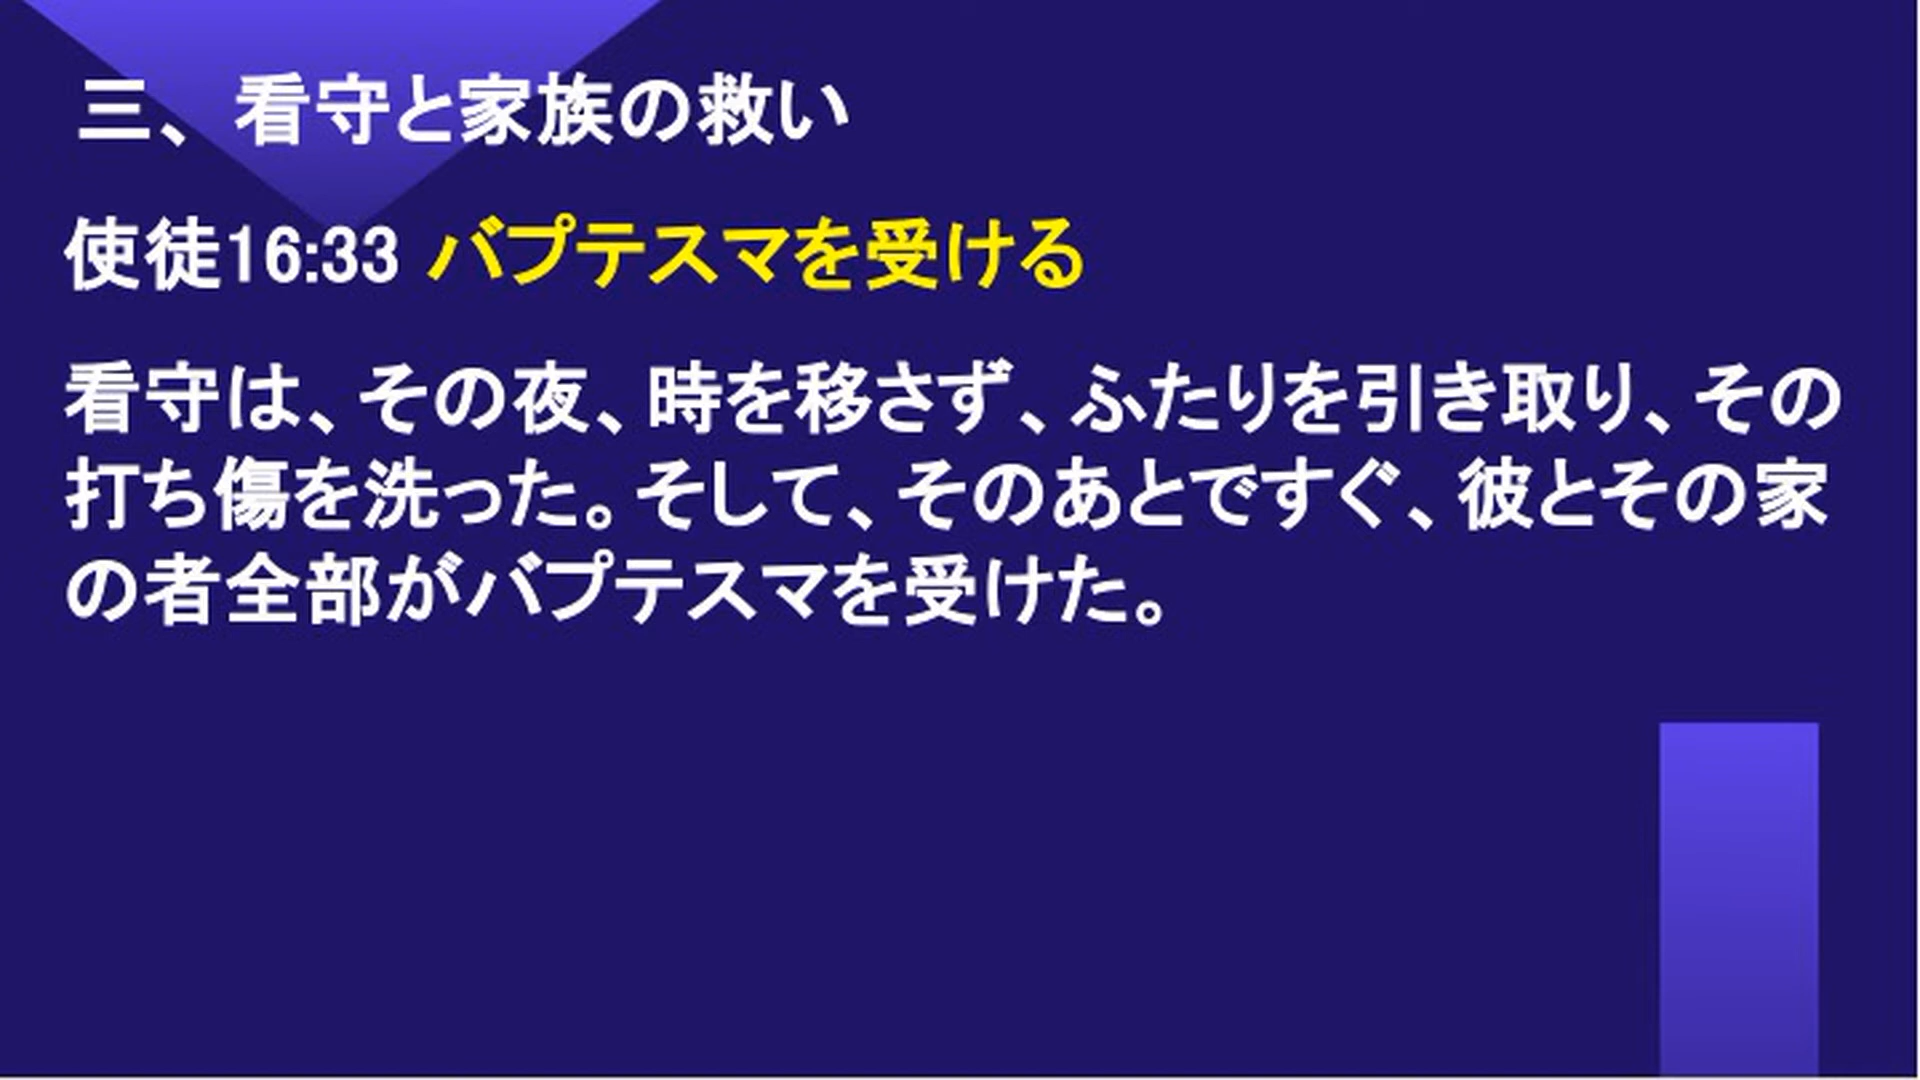 三、 看守と家族の救い
使徒16:33 バプテスマを受ける
看守は、その夜、時を移さず、ふたりを引き取り、その
打ち傷を洗った。そして、そのあとですぐ、彼とその家
の者全部がバプテスマを受けた。